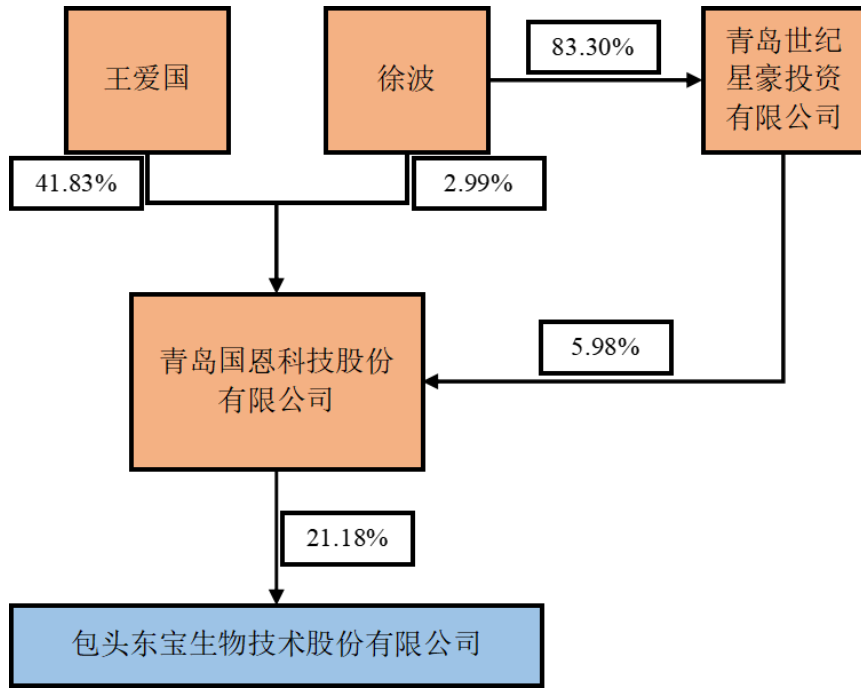 王爱国
徐波
83.30%
青岛世纪
星豪投资
有限公司
41.83%
2.99%
青岛国恩科技股份
有限公司
5.98%
21.18%
包头东宝生物技术股份有限公司